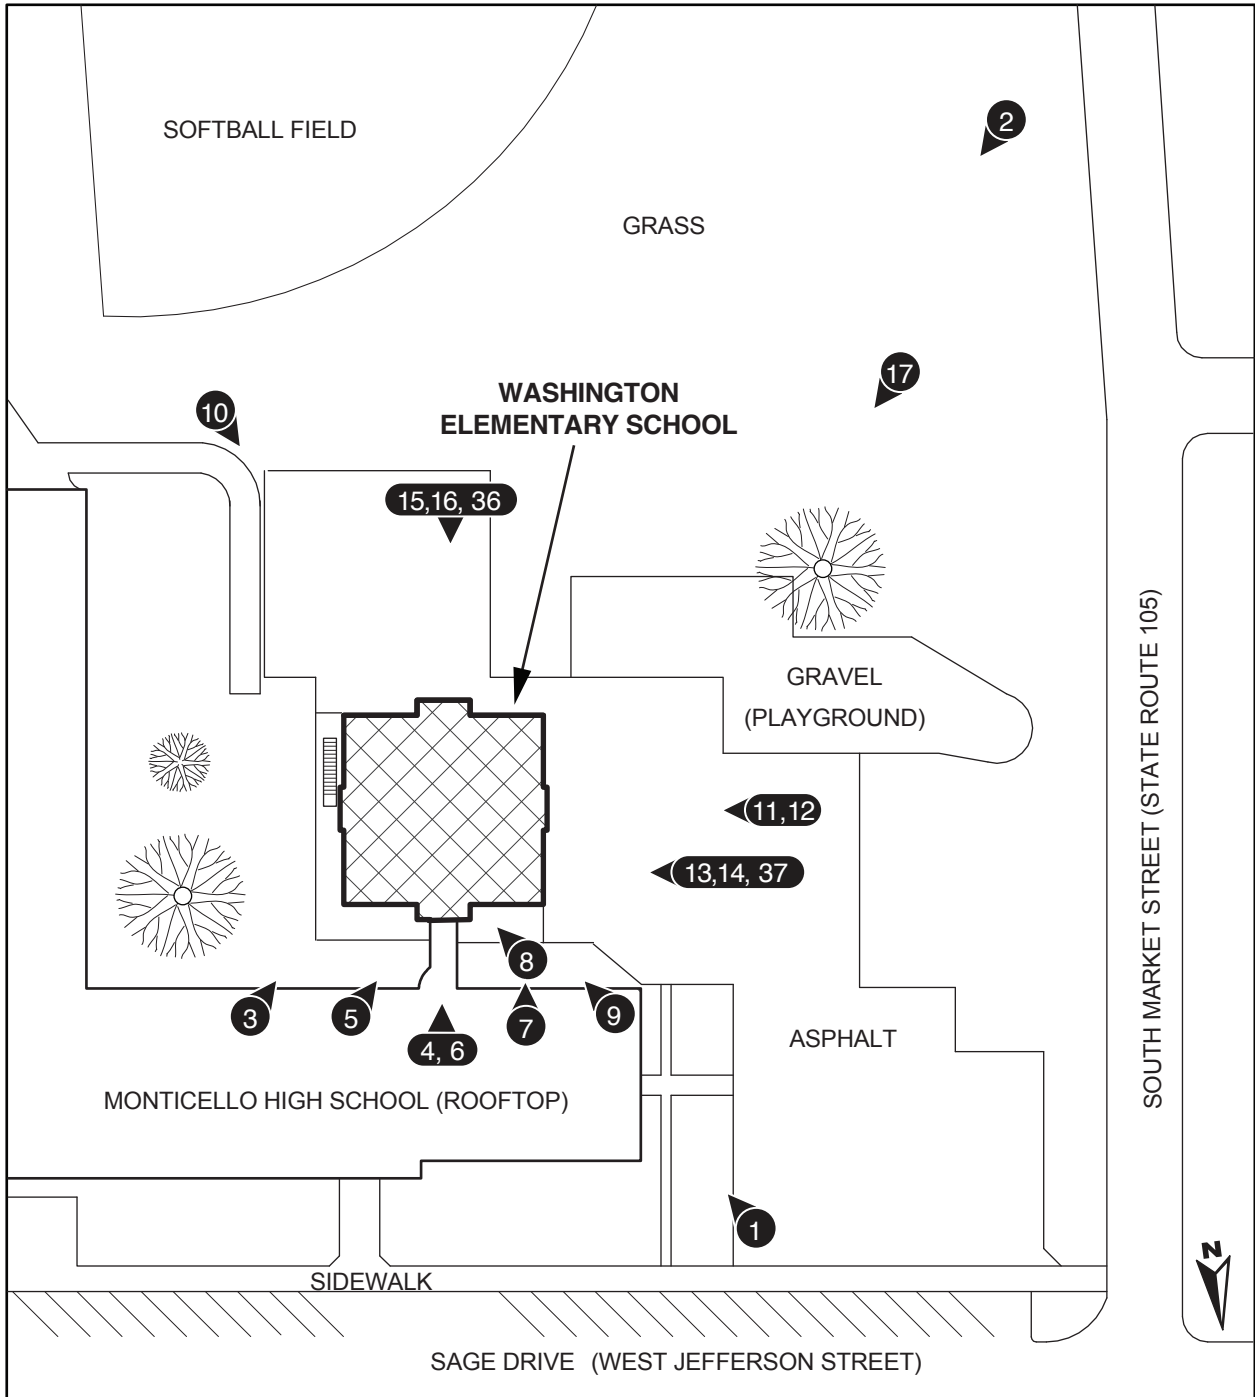 SOFTBALL FIELD
2
GRASS
17
WASHINGTON
ELEMENTARY SCHOOL
10
15,16, 36
GRAVEL
(PLAYGROUND)
11,12
13,14, 37
8
3
5
4, 6
7
9
ASPHALT
MONTICELLO HIGH SCHOOL (ROOFTOP)
SOUTH MARKET STREET (STATE ROUTE 105)
1
N
SIDEWALK
SAGE DRIVE (WEST JEFFERSON STREET)